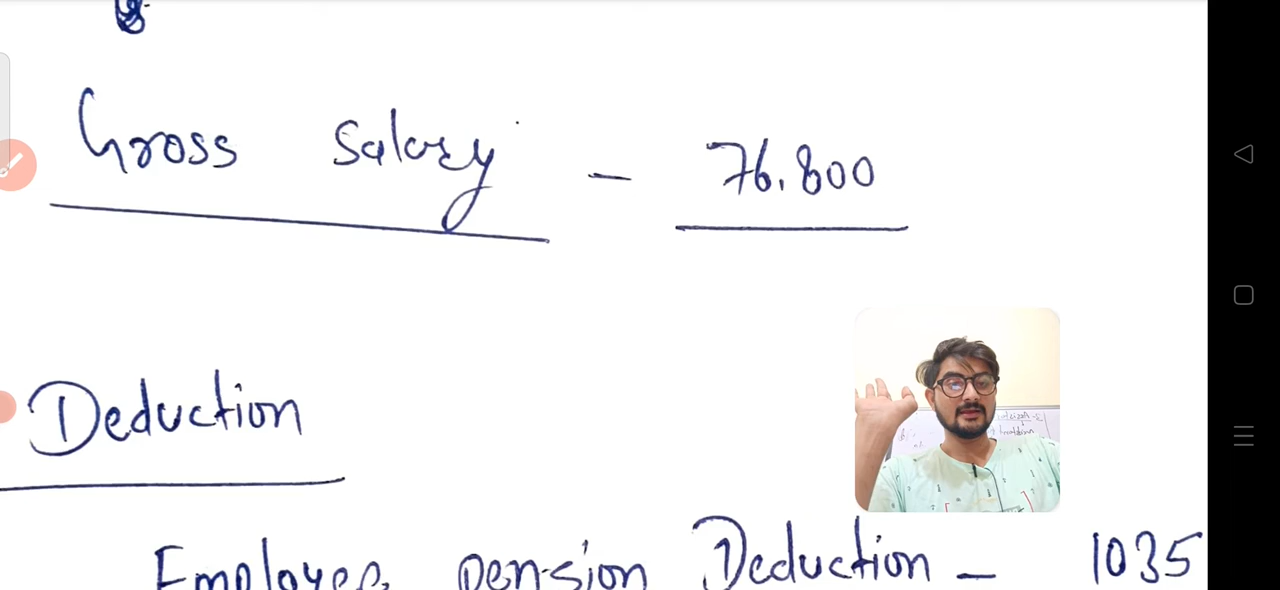 Gross Salary - 76.800
Deduction
Employee pension Deduction - 1035